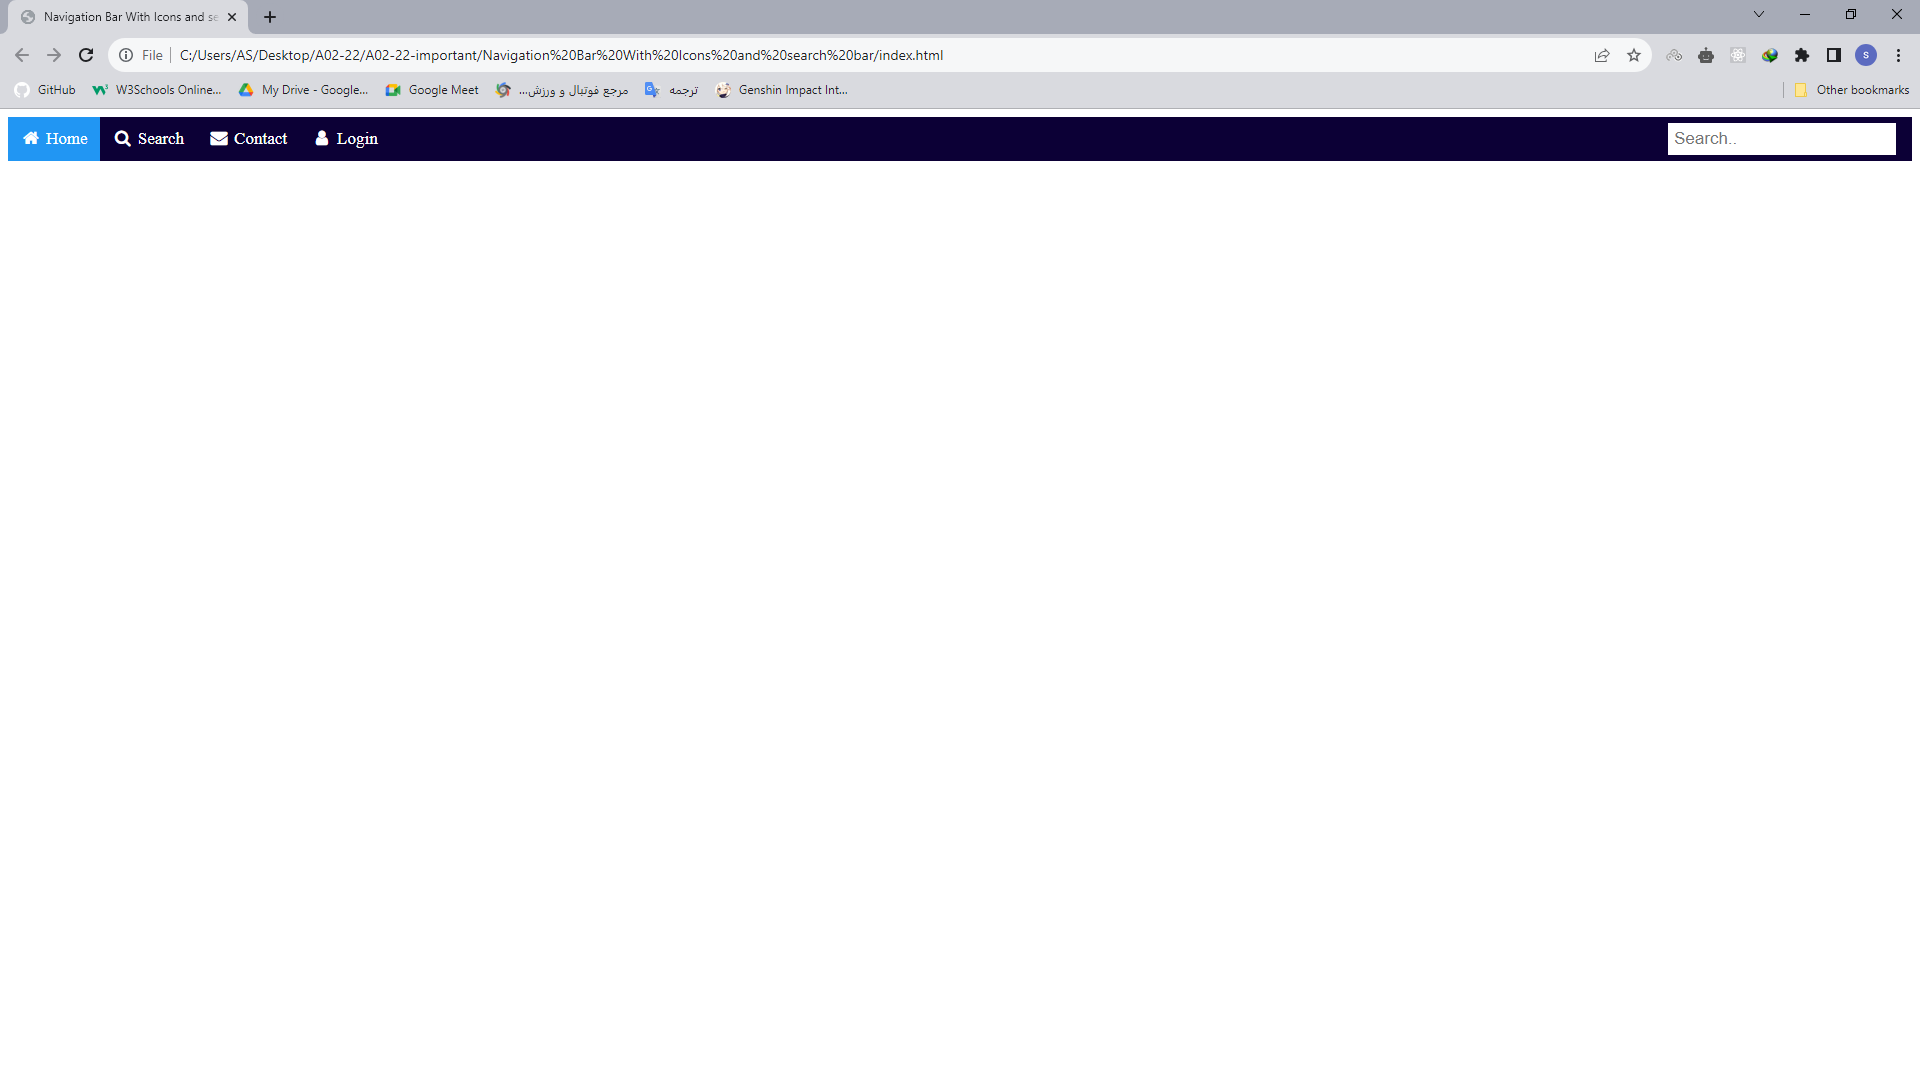 Navigation Bar With Icons and se
File C:/Users/AS/Desktop/A02-22/A02-22-important/Navigation%20Bar%20With%20Icons%20and%20search%20bar/index.html
S
GitHub W3Schools Online... My Drive - Google... Google Meet مرجع فوتبال و ورزش... ترجمه Genshin Impact Int... Other bookmarks
Home Search Contact Login Search..